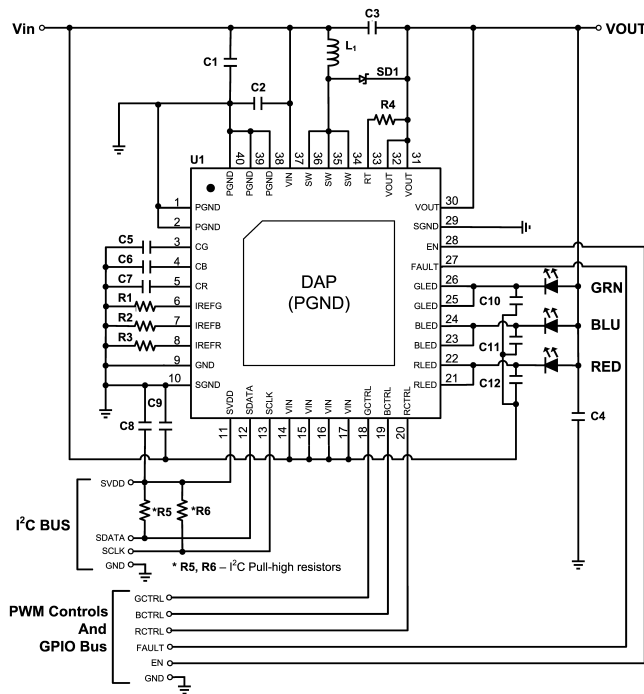 Vin
C3
VOUT
L1
C1
SD1
C2
R4
U1
40 39 38 37 36 35 34 33 32 31
PGND PGND PGND VIN SW SW SW RT VOUT VOUT
1 PGND
2 PGND
C5 3 CG
C6 4 CB
C7 5 CR
R1 6 IREFG
R2 7 IREFB
R3 8 IREFR
9 GND
10 SGND
DAP
(PGND)
VOUT 30
SGND 29
EN 28
FAULT 27
GLED 26
GLED 25
BLED 24
BLED 23
RLED 22
RLED 21
C10
GRN
C11
BLU
C12
RED
C8
C9
C4
SVDD SDATA SCLK VIN VIN VIN VIN GCTRL BCTRL RCTRL
11 12 13 14 15 16 17 18 19 20
I2C BUS
SVDD
*R5
*R6
SDATA
SCLK
GND
* R5, R6 – I2C Pull-high resistors
PWM Controls
And
GPIO Bus
GCTRL
BCTRL
RCTRL
FAULT
EN
GND